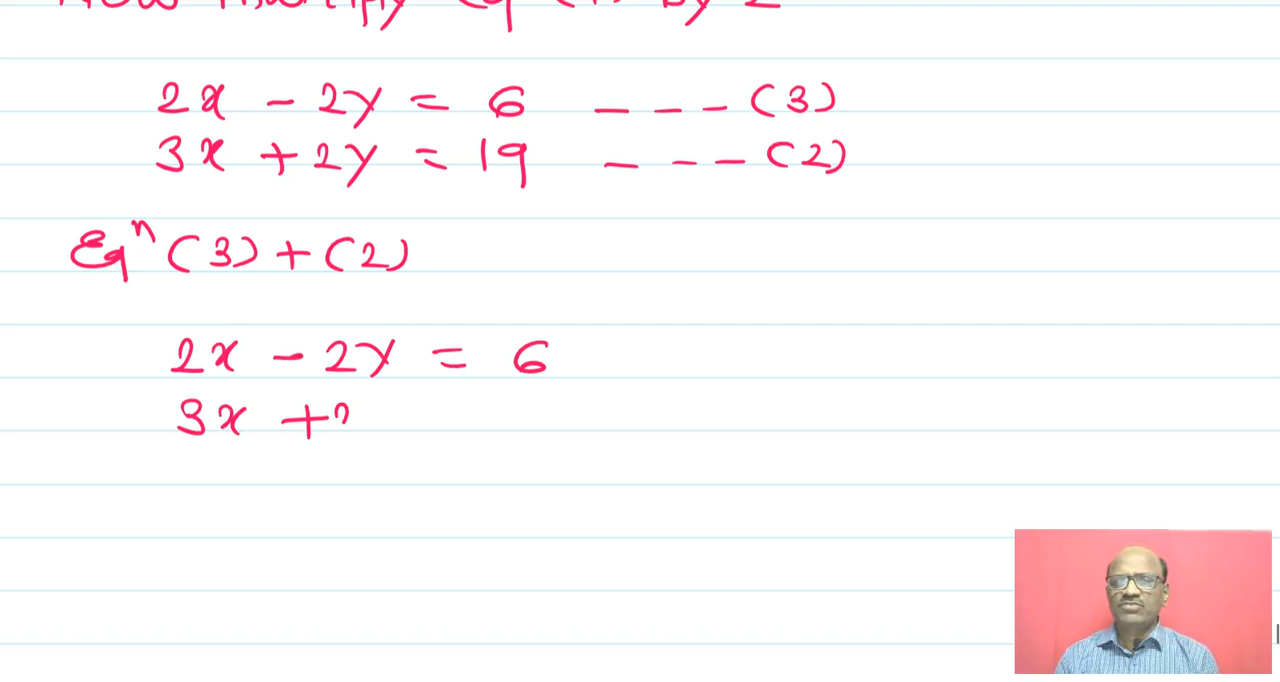 2x - 2y = 6 - - - (3)
3x + 2y = 19 - - - (2)
Eqⁿ (3) + (2)
2x - 2y = 6
3x +